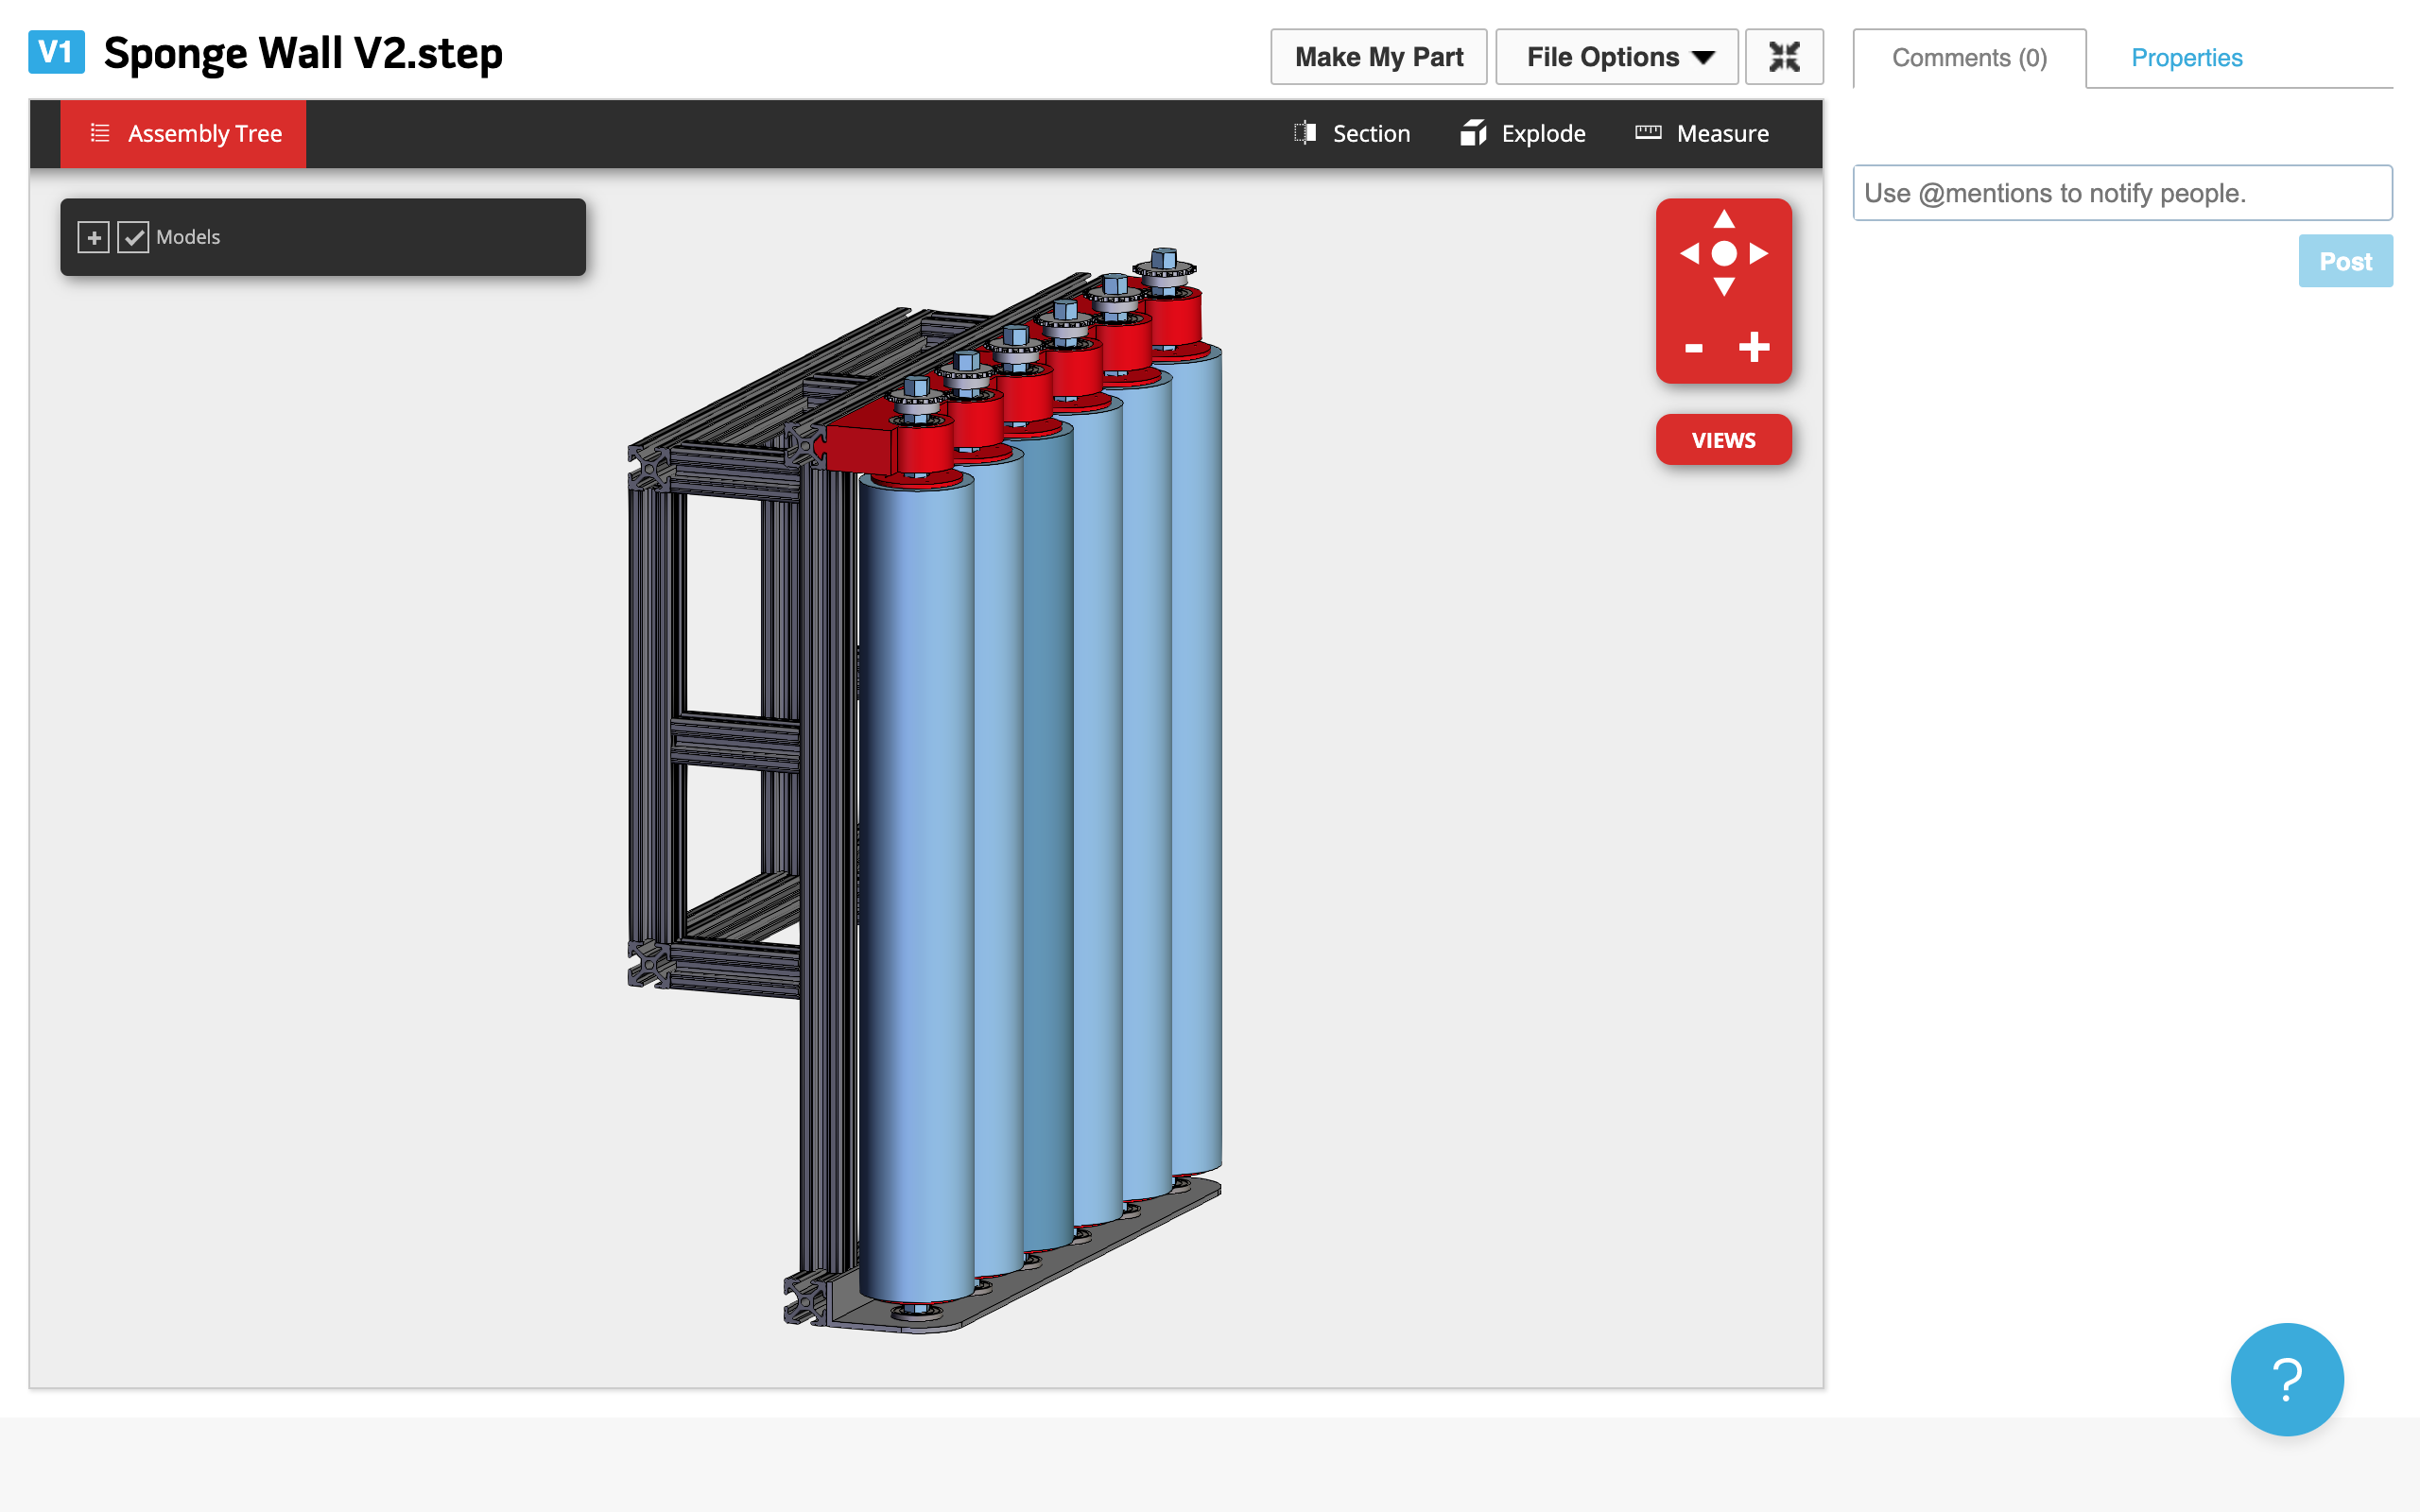 V1 Sponge Wall V2.step
Make My Part
File Options
Comments (0)
Properties
Assembly Tree
Section
Explode
Measure
Models
- +
VIEWS
Use @mentions to notify people.
Post
?